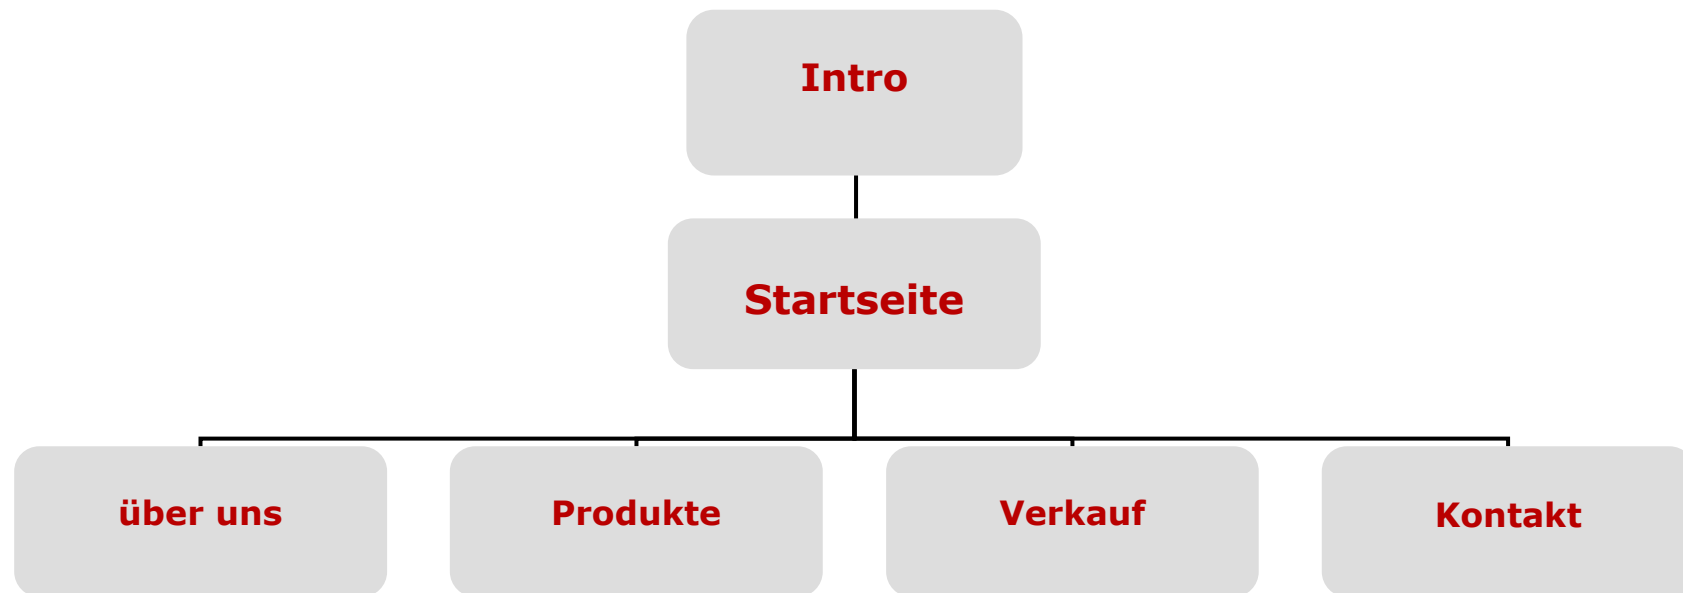 Intro
Startseite
über uns
Produkte
Verkauf
Kontakt